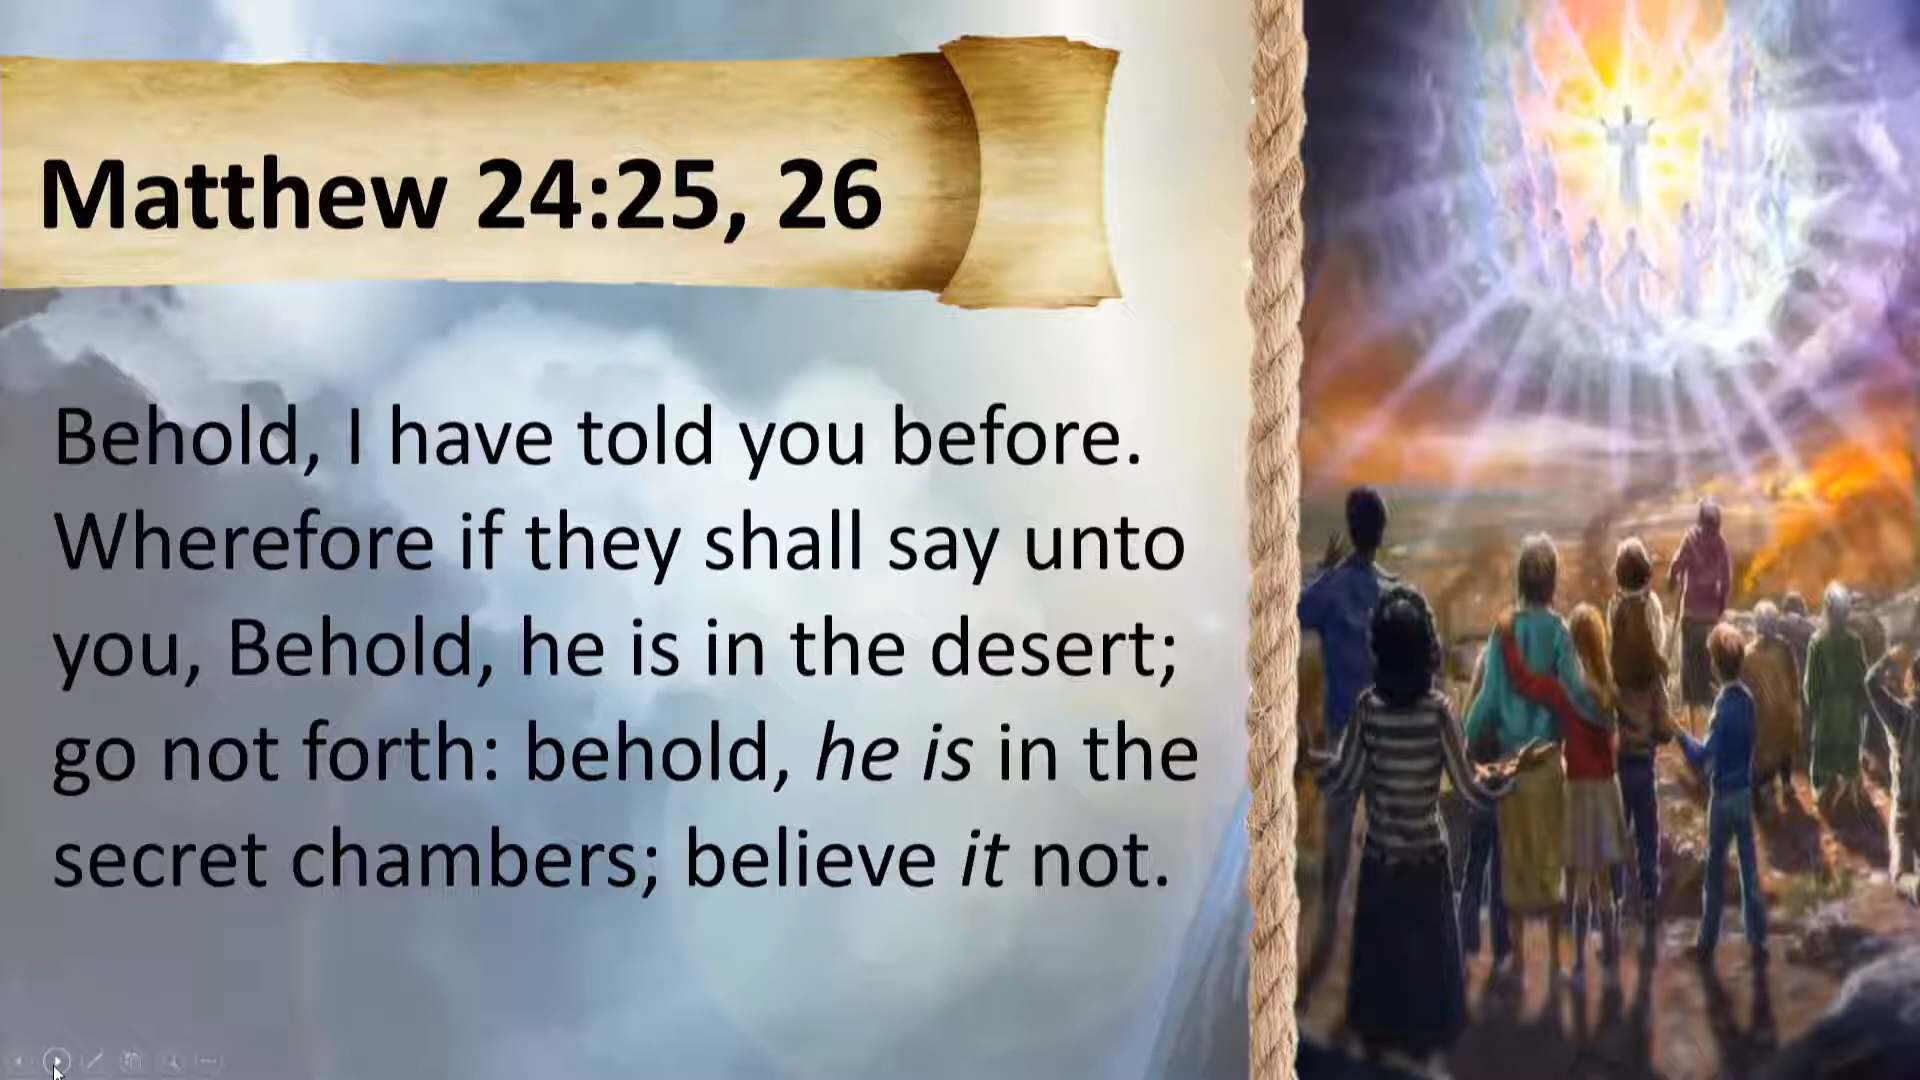 Matthew 24:25, 26
Behold, I have told you before.
Wherefore if they shall say unto
you, Behold, he is in the desert;
go not forth: behold, he is in the
secret chambers; believe it not.